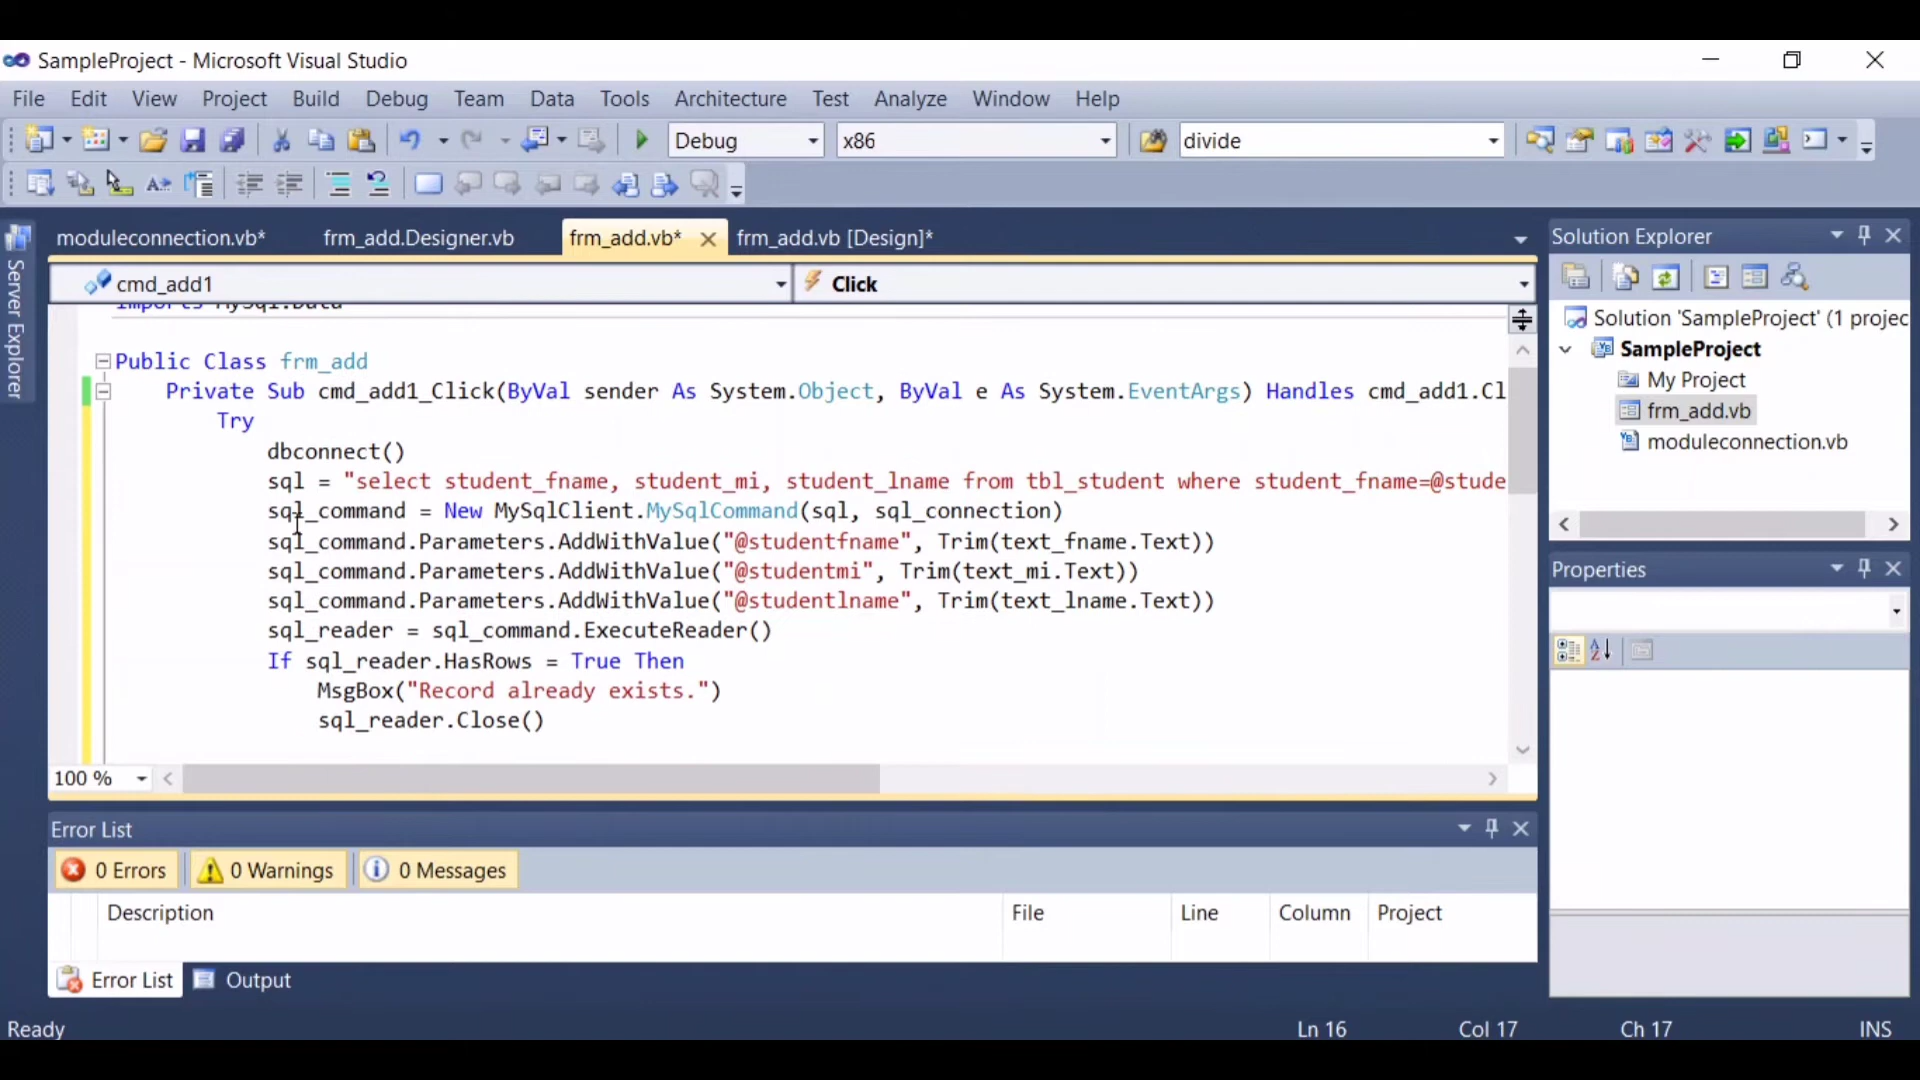 SampleProject - Microsoft Visual Studio
File Edit View Project Build Debug Team Data Tools Architecture Test Analyze Window Help
Debug x86 divide
Server Explorer
moduleconnection.vb* frm_add.Designer.vb frm_add.vb* frm_add.vb [Design]*
cmd_add1 Click
Imports MySql.Data
Public Class frm_add
Private Sub cmd_add1_Click(ByVal sender As System.Object, ByVal e As System.EventArgs) Handles cmd_add1.Cl
Try
dbconnect()
sql = "select student_fname, student_mi, student_lname from tbl_student where student_fname=@stude
sql_command = New MySqlClient.MySqlCommand(sql, sql_connection)
sql_command.Parameters.AddWithValue("@studentfname", Trim(text_fname.Text))
sql_command.Parameters.AddWithValue("@studentmi", Trim(text_mi.Text))
sql_command.Parameters.AddWithValue("@studentlname", Trim(text_lname.Text))
sql_reader = sql_command.ExecuteReader()
If sql_reader.HasRows = True Then
MsgBox("Record already exists.")
sql_reader.Close()
100 %
Error List
0 Errors 0 Warnings 0 Messages
Description File Line Column Project
Error List Output
Solution Explorer
Solution 'SampleProject' (1 projec
SampleProject
My Project
frm_add.vb
moduleconnection.vb
Properties
Ready Ln 16 Col 17 Ch 17 INS